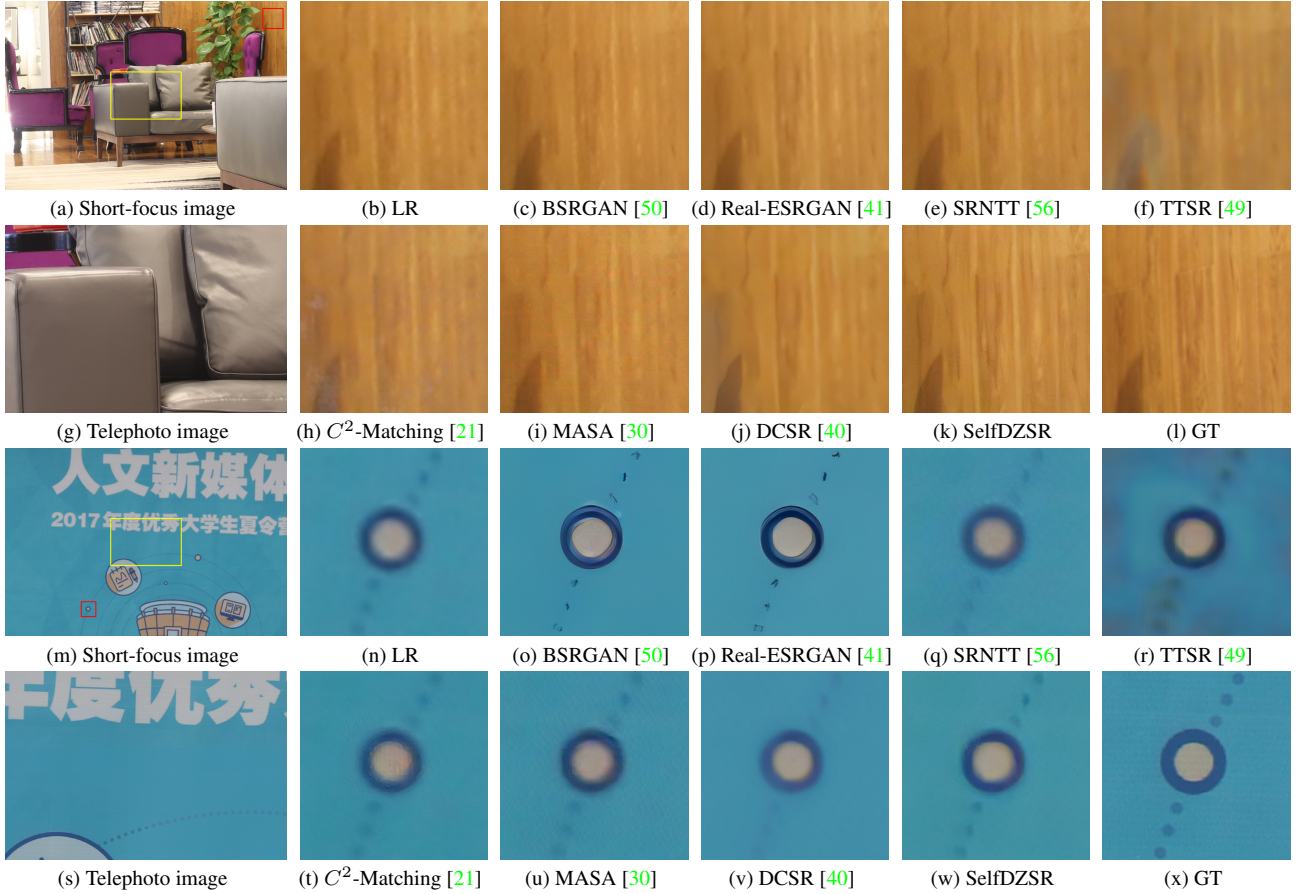 (a) Short-focus image
(b) LR
(c) BSRGAN [50]
(d) Real-ESRGAN [41]
(e) SRNTT [56]
(f) TTSR [49]
(g) Telephoto image
(h) C²-Matching [21]
(i) MASA [30]
(j) DCSR [40]
(k) SelfDZSR
(l) GT
人文新媒体
2017年度优秀大学生夏令营
(m) Short-focus image
(n) LR
(o) BSRGAN [50]
(p) Real-ESRGAN [41]
(q) SRNTT [56]
(r) TTSR [49]
年度优秀
(s) Telephoto image
(t) C²-Matching [21]
(u) MASA [30]
(v) DCSR [40]
(w) SelfDZSR
(x) GT